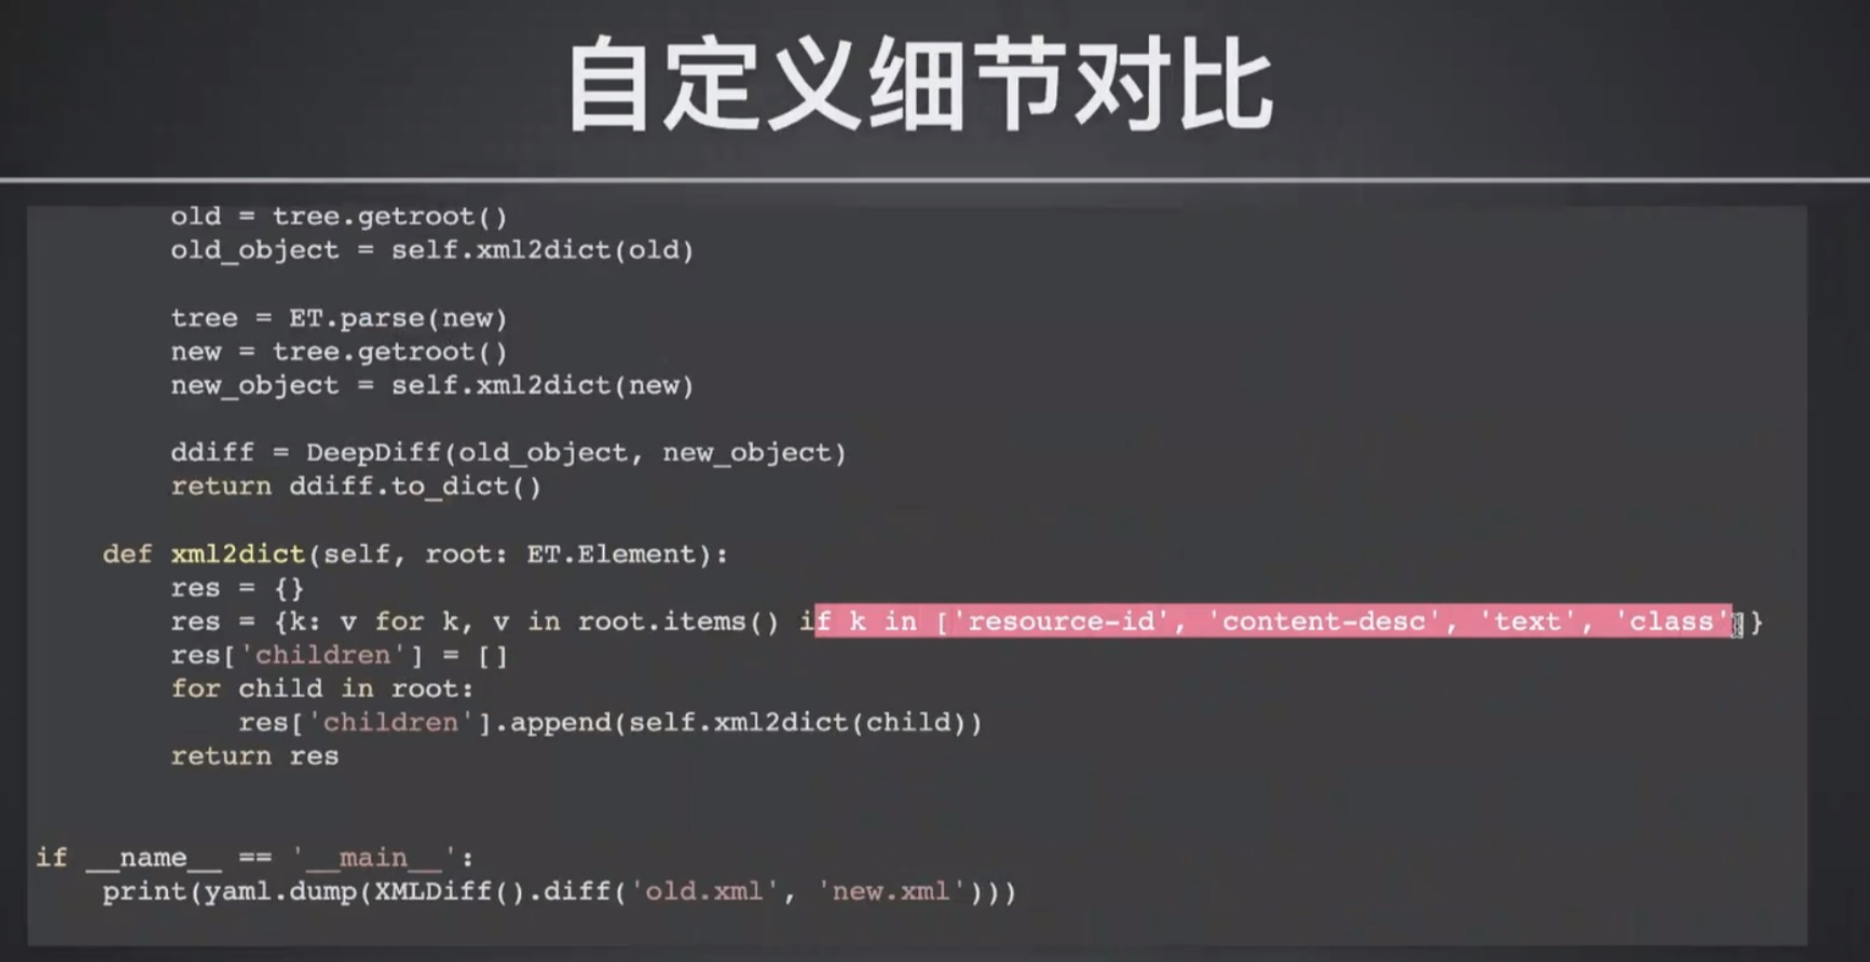 自定义细节对比
old = tree.getroot()
old_object = self.xml2dict(old)
tree = ET.parse(new)
new = tree.getroot()
new_object = self.xml2dict(new)
ddiff = DeepDiff(old_object, new_object)
return ddiff.to_dict()
def xml2dict(self, root: ET.Element):
res = {}
res = {k: v for k, v in root.items() if k in ['resource-id', 'content-desc', 'text', 'class']}
res['children'] = []
for child in root:
res['children'].append(self.xml2dict(child))
return res
if __name__ == '__main__':
print(yaml.dump(XMLDiff().diff('old.xml', 'new.xml')))